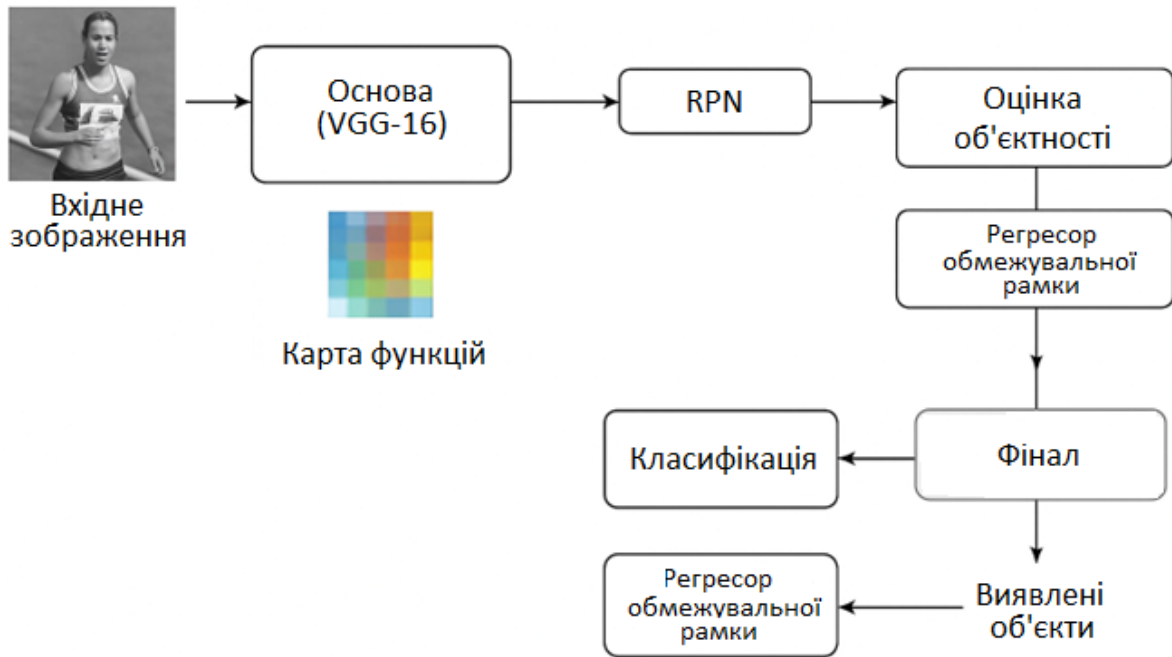 Вхідне
зображення
Основа
(VGG-16)
Карта функцій
RPN
Оцінка
об'єктності
Регресор
обмежувальної
рамки
Фінал
Класифікація
Виявлені
об'єкти
Регресор
обмежувальної
рамки